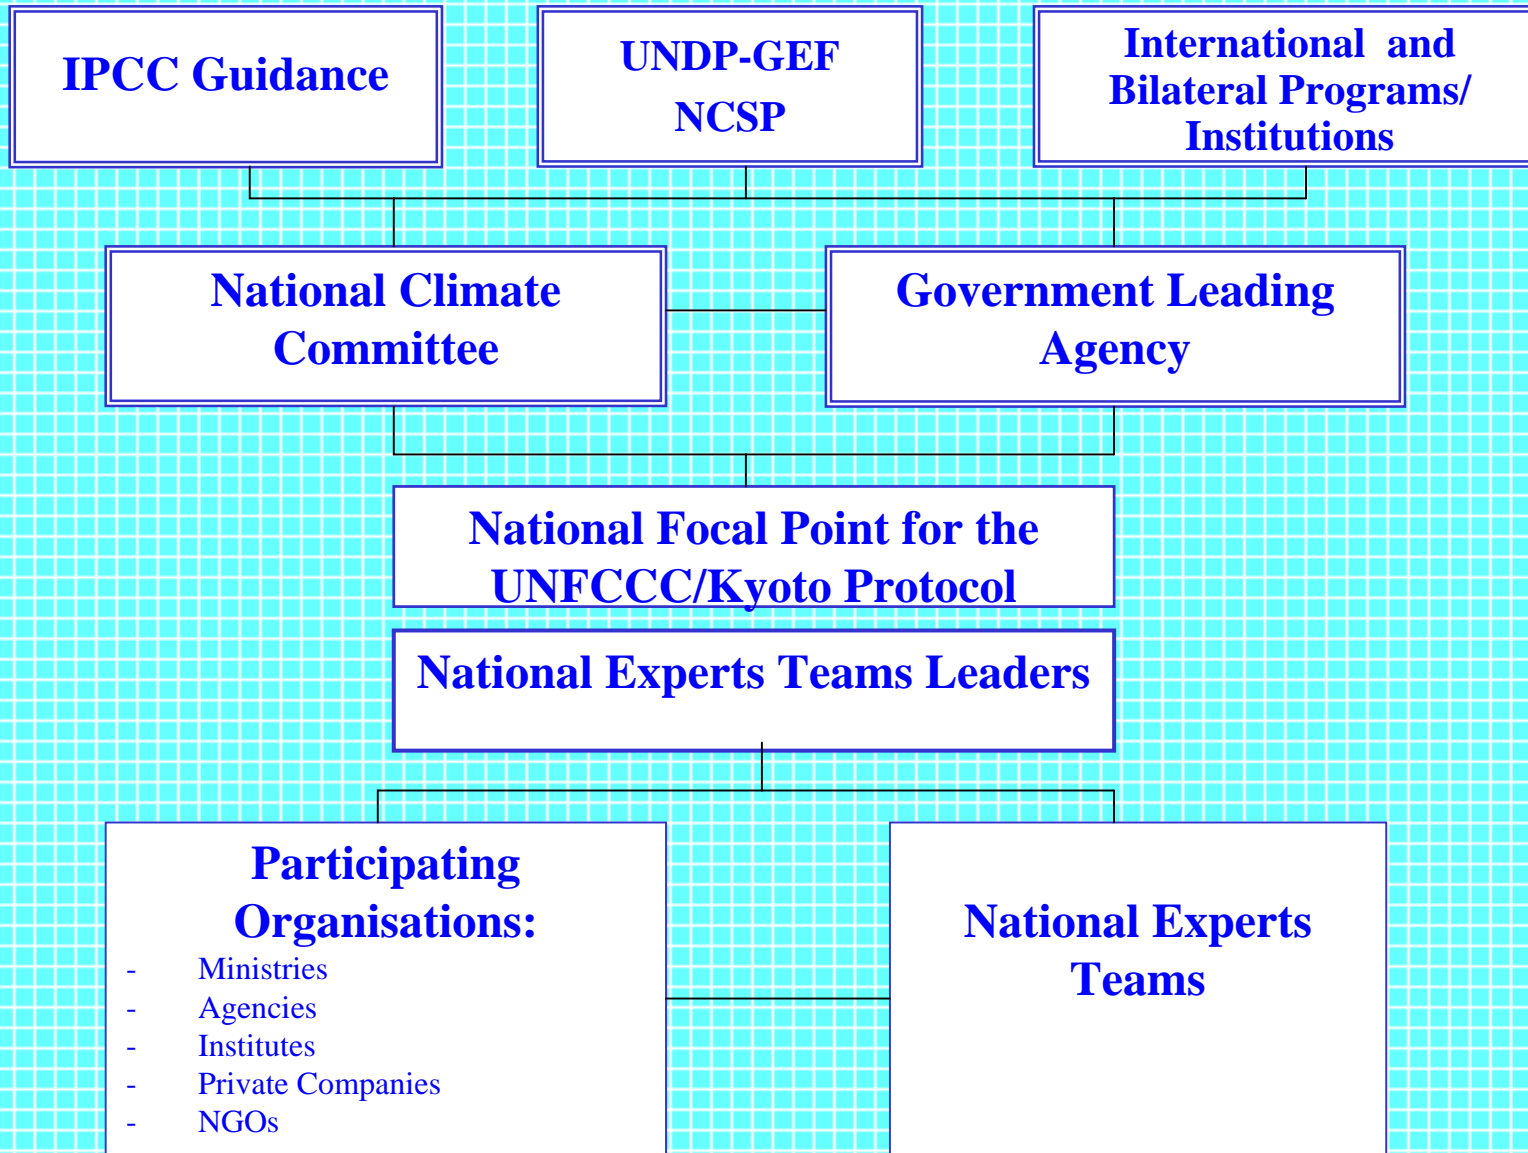 IPCC Guidance
UNDP-GEF
NCSP
International and
Bilateral Programs/
Institutions
National Climate
Committee
Government Leading
Agency
National Focal Point for the
UNFCCC/Kyoto Protocol
National Experts Teams Leaders
Participating
Organisations:
- Ministries
- Agencies
- Institutes
- Private Companies
- NGOs
National Experts
Teams